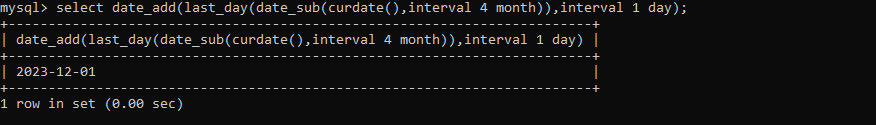 mysql> select date_add(last_day(date_sub(curdate(),interval 4 month)),interval 1 day);
+-----------------------------------------------------------------------+
| date_add(last_day(date_sub(curdate(),interval 4 month)),interval 1 day) |
+-----------------------------------------------------------------------+
| 2023-12-01                                                              |
+-----------------------------------------------------------------------+
1 row in set (0.00 sec)